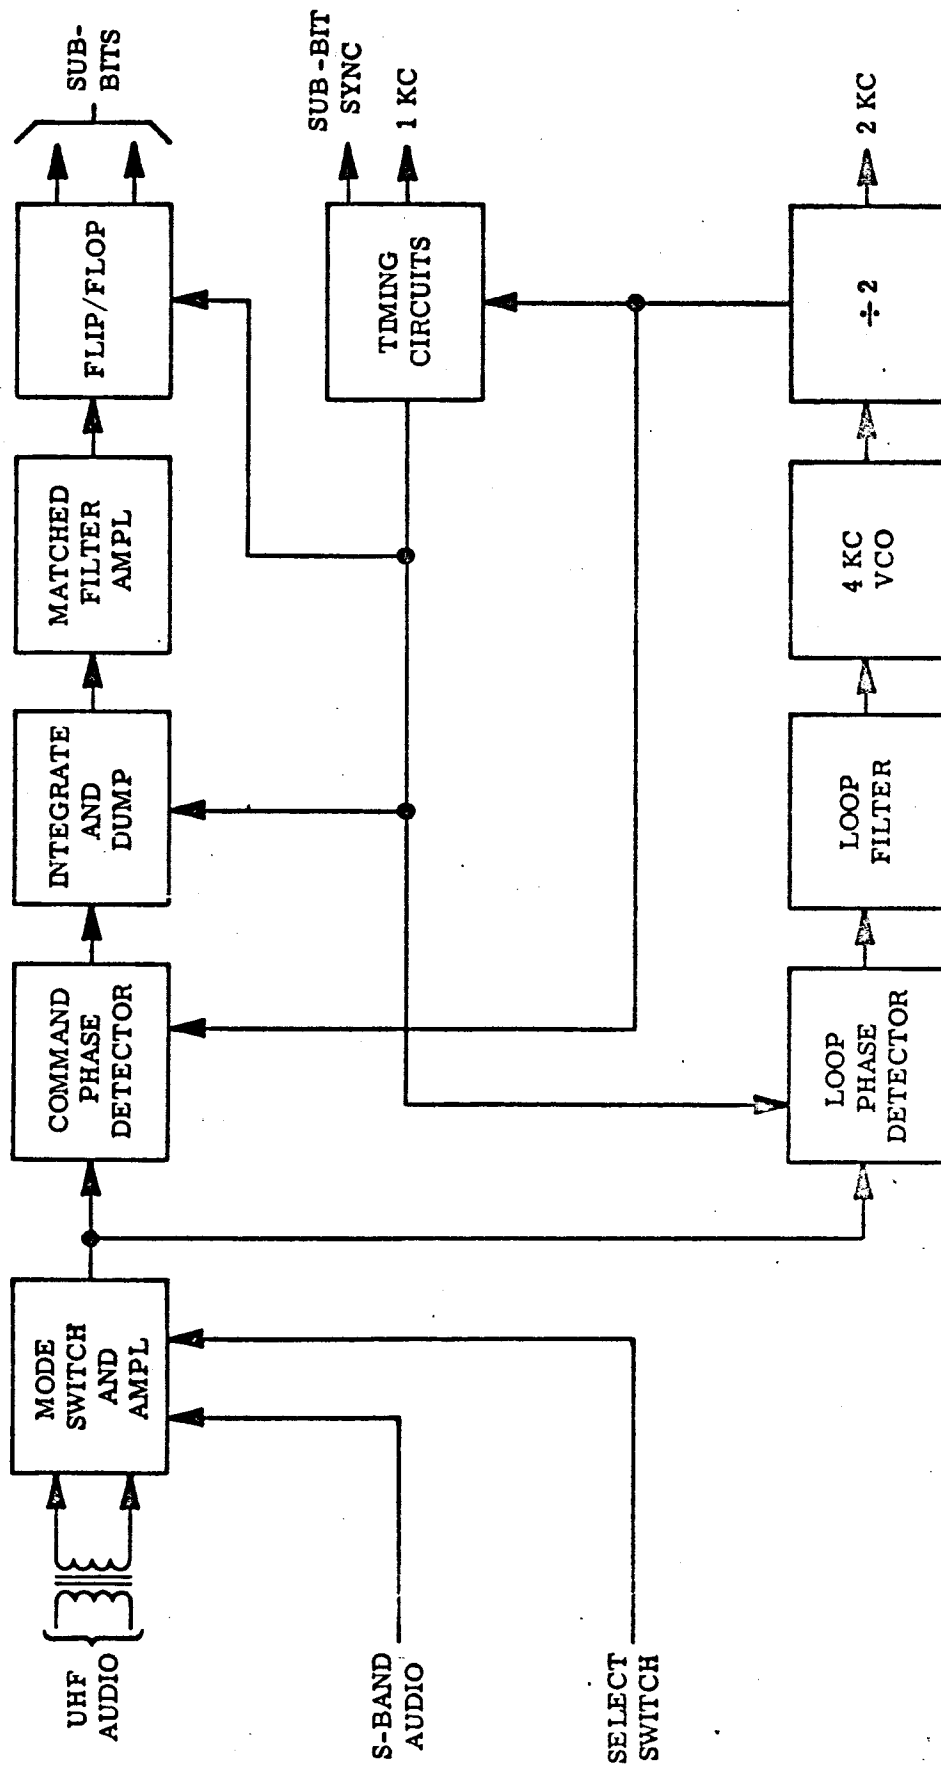 UHF
AUDIO
S-BAND
AUDIO
SELECT
SWITCH
MODE
SWITCH
AND
AMPL
COMMAND
PHASE
DETECTOR
INTEGRATE
AND
DUMP
MATCHED
FILTER
AMPL
FLIP/FLOP
SUB-
BITS
TIMING
CIRCUITS
SUB-BIT
SYNC
1 KC
LOOP
PHASE
DETECTOR
LOOP
FILTER
4 KC
VCO
÷2
2 KC